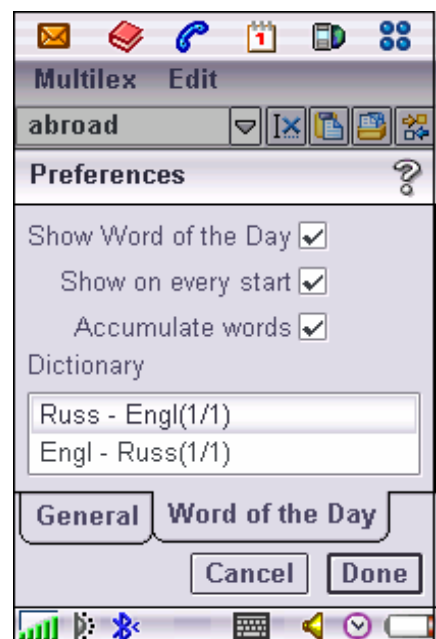 1
Multilex Edit
abroad
Preferences ?
Show Word of the Day
Show on every start
Accumulate words
Dictionary
Russ - Engl(1/1)
Engl - Russ(1/1)
General Word of the Day
Cancel Done